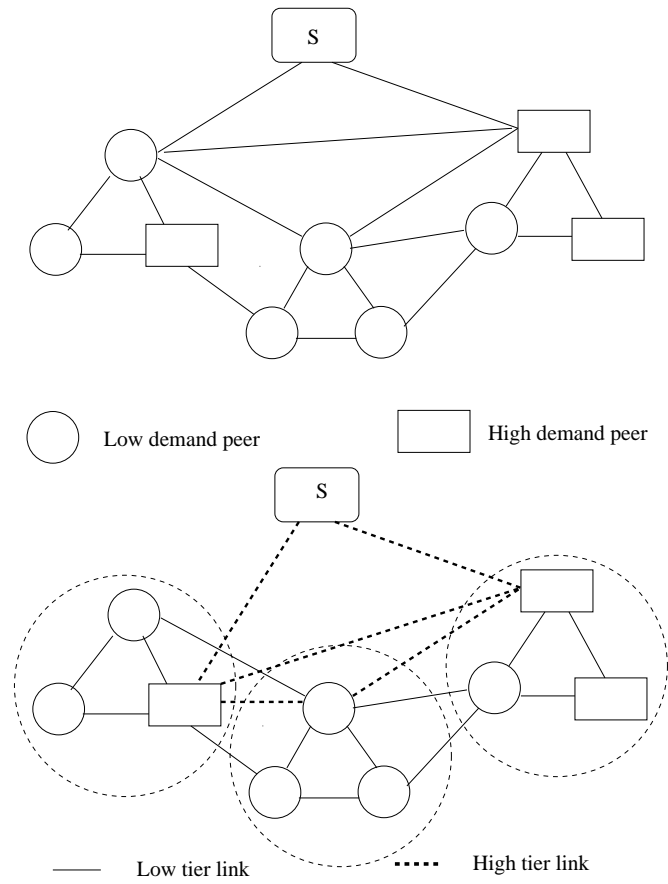 S
Low demand peer
High demand peer
S
Low tier link
High tier link